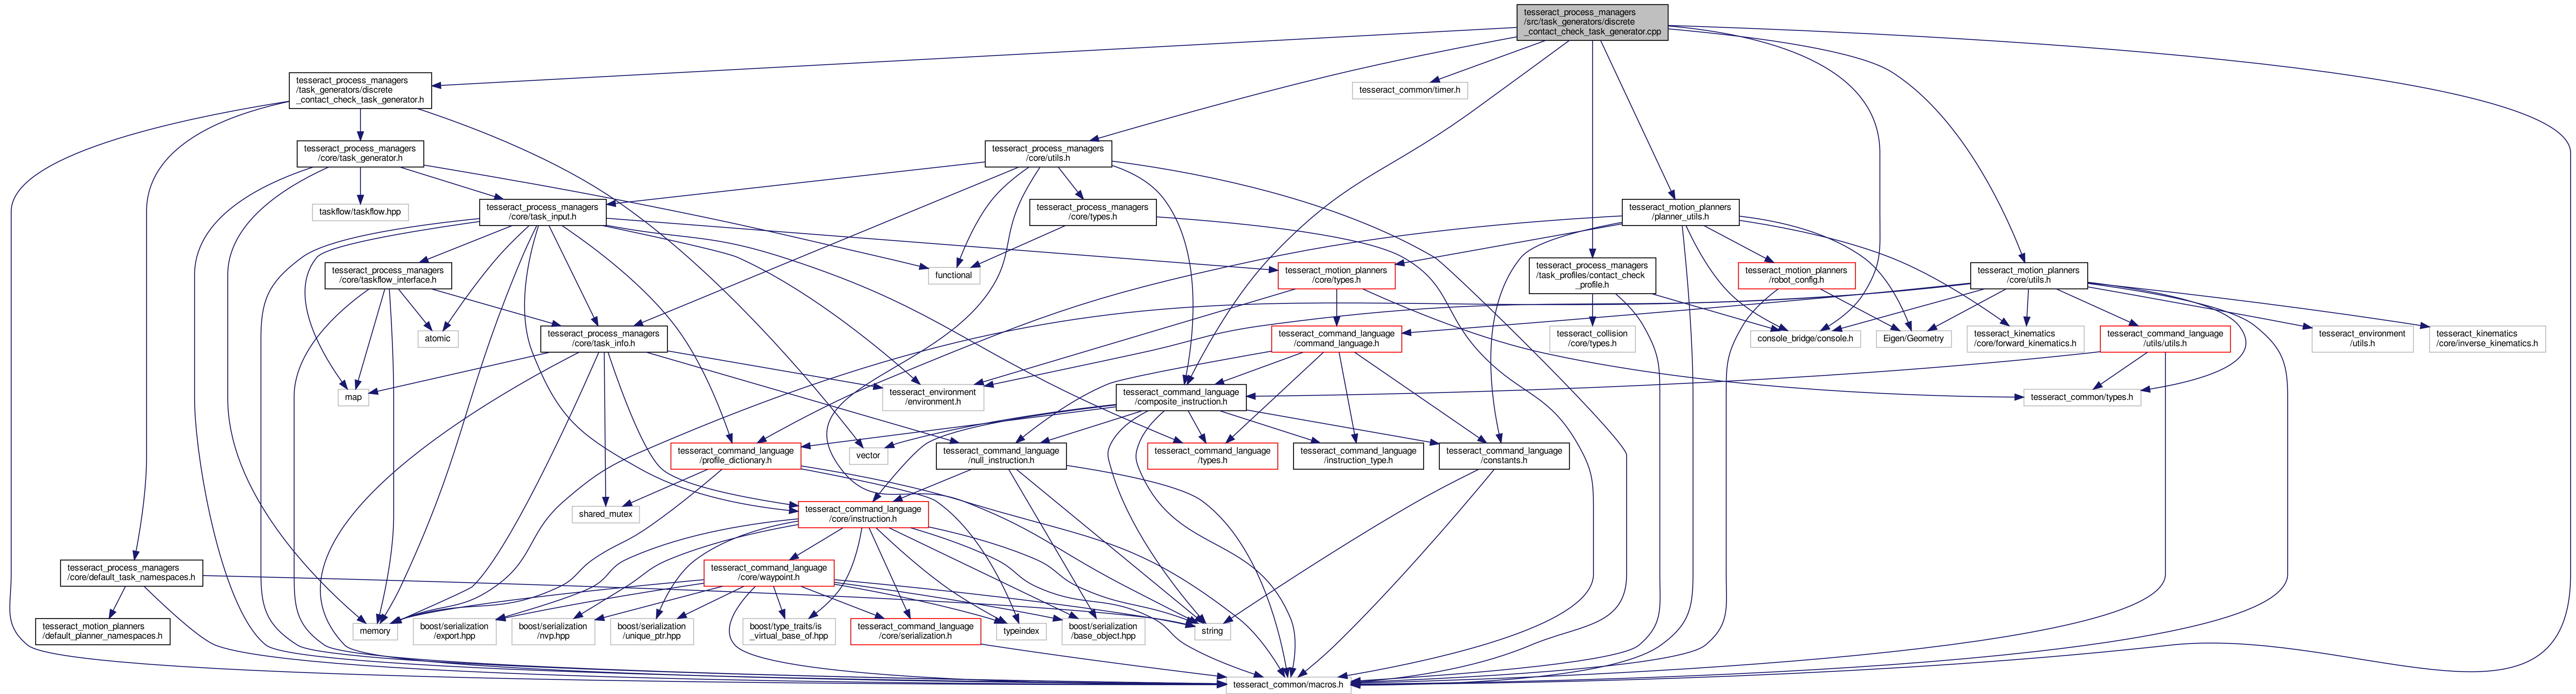 tesseract_process_managers
/src/task_generators/discrete
_contact_check_task_generator.cpp
tesseract_process_managers
/task_generators/discrete
_contact_check_task_generator.h
tesseract_common/timer.h
tesseract_process_managers
/core/task_generator.h
tesseract_process_managers
/core/utils.h
taskflow/taskflow.hpp
tesseract_process_managers
/core/task_input.h
tesseract_process_managers
/core/types.h
tesseract_motion_planners
/planner_utils.h
tesseract_process_managers
/core/taskflow_interface.h
functional
tesseract_motion_planners
/core/types.h
tesseract_process_managers
/task_profiles/contact_check
_profile.h
tesseract_motion_planners
/robot_config.h
tesseract_motion_planners
/core/utils.h
atomic
tesseract_process_managers
/core/task_info.h
tesseract_command_language
/command_language.h
tesseract_collision
/core/types.h
console_bridge/console.h
Eigen/Geometry
tesseract_kinematics
/core/forward_kinematics.h
tesseract_command_language
/utils/utils.h
tesseract_environment
/utils.h
tesseract_kinematics
/core/inverse_kinematics.h
map
tesseract_environment
/environment.h
tesseract_command_language
/composite_instruction.h
tesseract_common/types.h
tesseract_command_language
/profile_dictionary.h
vector
tesseract_command_language
/null_instruction.h
tesseract_command_language
/types.h
tesseract_command_language
/instruction_type.h
tesseract_command_language
/constants.h
shared_mutex
tesseract_command_language
/core/instruction.h
tesseract_process_managers
/core/default_task_namespaces.h
tesseract_command_language
/core/waypoint.h
tesseract_motion_planners
/default_planner_namespaces.h
memory
boost/serialization
/export.hpp
boost/serialization
/nvp.hpp
boost/serialization
/unique_ptr.hpp
boost/type_traits/is
_virtual_base_of.hpp
tesseract_command_language
/core/serialization.h
typeindex
boost/serialization
/base_object.hpp
string
tesseract_common/macros.h